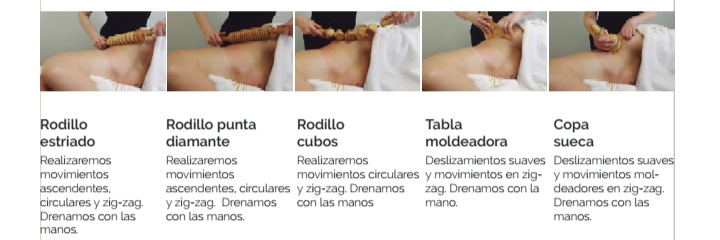 Rodillo
estriado
Realizaremos
movimientos
ascendentes,
circulares y zig-zag.
Drenamos con las
manos.
Rodillo punta
diamante
Realizaremos
movimientos
ascendentes, circulares
y zig-zag. Drenamos
con las manos.
Rodillo
cubos
Realizaremos
movimientos circulares
y zig-zag. Drenamos
con las manos
Tabla
moldeadora
Deslizamientos suaves
y movimientos en zig-
zag. Drenamos con la
mano.
Copa
sueca
Deslizamientos suaves
y movimientos mol-
deadores en zig-zag.
Drenamos con las
manos.